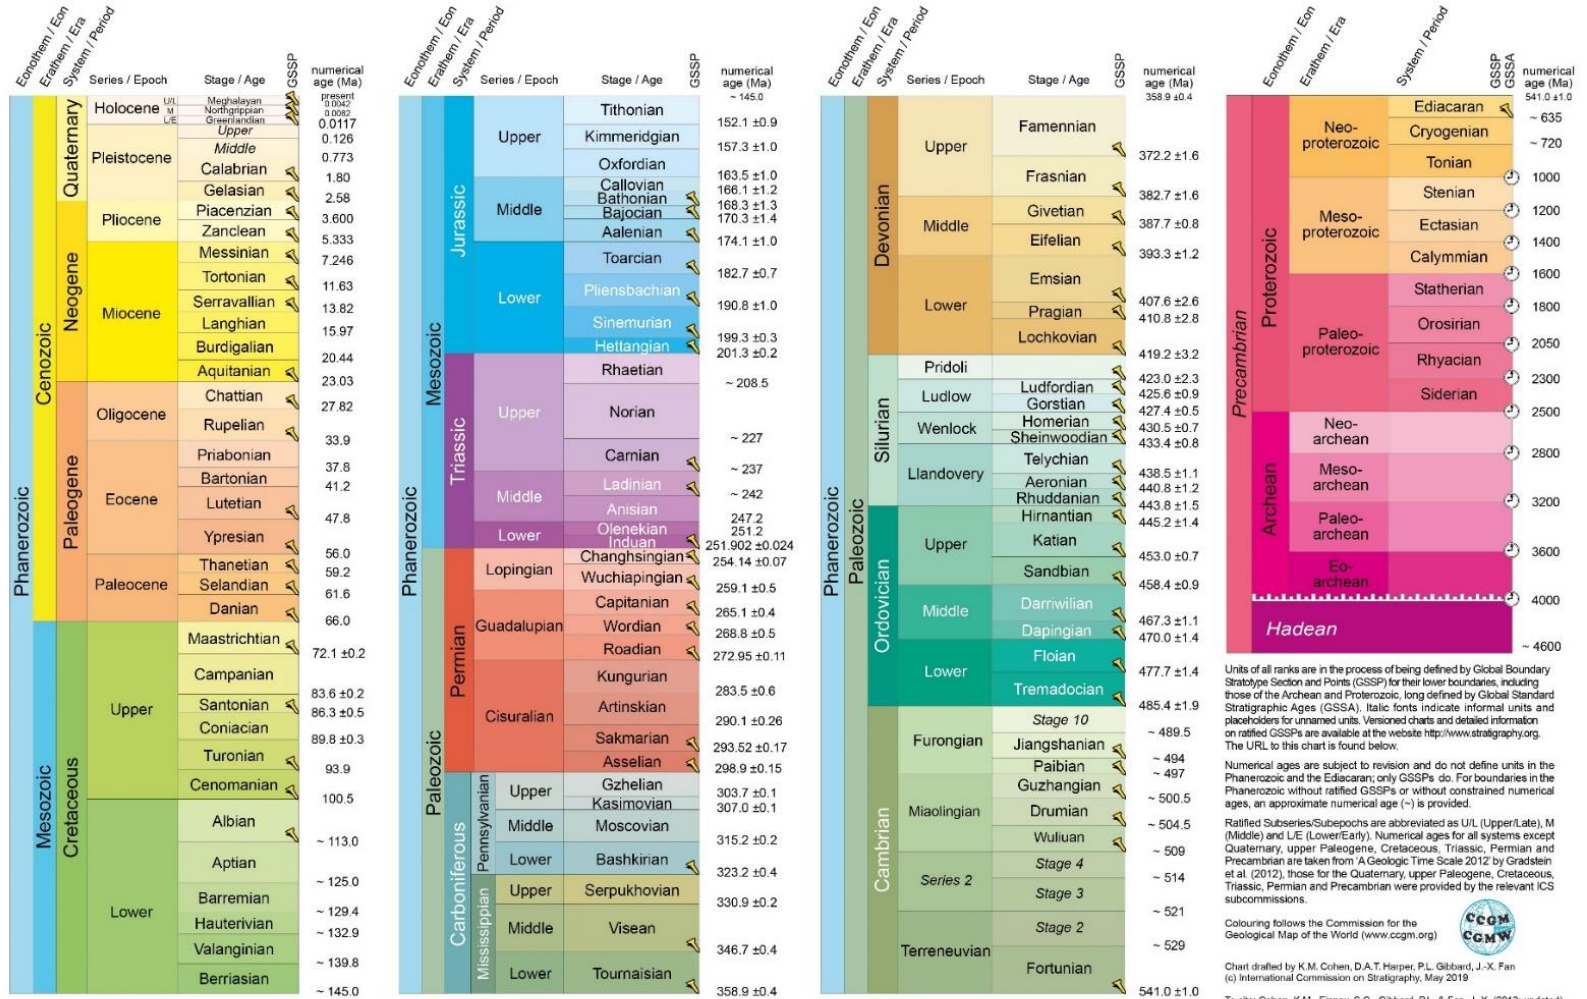 Eonothem / Eon
Erathem / Era
System / Period
Series / Epoch
Stage / Age
GSSP
numerical
age (Ma)
Phanerozoic
Cenozoic
Mesozoic
Quaternary
Neogene
Paleogene
Cretaceous
Holocene
U/L
M
L/E
Pleistocene
Pliocene
Miocene
Oligocene
Eocene
Paleocene
Upper
Lower
Meghalayan
Northgrippian
Greenlandian
Upper
Middle
Calabrian
Gelasian
Piacenzian
Zanclean
Messinian
Tortonian
Serravallian
Langhian
Burdigalian
Aquitanian
Chattian
Rupelian
Priabonian
Bartonian
Lutetian
Ypresian
Thanetian
Selandian
Danian
Maastrichtian
Campanian
Santonian
Coniacian
Turonian
Cenomanian
Albian
Aptian
Barremian
Hauterivian
Valanginian
Berriasian
present
0.0042
0.0082
0.0117
0.126
0.773
1.80
2.58
3.600
5.333
7.246
11.63
13.82
15.97
20.44
23.03
27.82
33.9
37.8
41.2
47.8
56.0
59.2
61.6
66.0
72.1 ±0.2
83.6 ±0.2
86.3 ±0.5
89.8 ±0.3
93.9
100.5
~ 113.0
~ 125.0
~ 129.4
~ 132.9
~ 139.8
~ 145.0
Eonothem / Eon
Erathem / Era
System / Period
Series / Epoch
Stage / Age
GSSP
numerical
age (Ma)
Phanerozoic
Mesozoic
Paleozoic
Jurassic
Triassic
Permian
Carboniferous
Upper
Middle
Lower
Upper
Middle
Lower
Lopingian
Guadalupian
Cisuralian
Pennsylvanian
Mississippian
Upper
Middle
Lower
Upper
Middle
Lower
Tithonian
Kimmeridgian
Oxfordian
Callovian
Bathonian
Bajocian
Aalenian
Toarcian
Pliensbachian
Sinemurian
Hettangian
Rhaetian
Norian
Carnian
Ladinian
Anisian
Olenekian
Induan
Changhsingian
Wuchiapingian
Capitanian
Wordian
Roadian
Kungurian
Artinskian
Sakmarian
Asselian
Gzhelian
Kasimovian
Moscovian
Bashkirian
Serpukhovian
Visean
Tournaisian
~ 145.0
152.1 ±0.9
157.3 ±1.0
163.5 ±1.0
166.1 ±1.2
168.3 ±1.3
170.3 ±1.4
174.1 ±1.0
182.7 ±0.7
190.8 ±1.0
199.3 ±0.3
201.3 ±0.2
~ 208.5
~ 227
~ 237
~ 242
247.2
251.2
251.902 ±0.024
254.14 ±0.07
259.1 ±0.5
265.1 ±0.4
268.8 ±0.5
272.95 ±0.11
283.5 ±0.6
290.1 ±0.26
293.52 ±0.17
298.9 ±0.15
303.7 ±0.1
307.0 ±0.1
315.2 ±0.2
323.2 ±0.4
330.9 ±0.2
346.7 ±0.4
358.9 ±0.4
Eonothem / Eon
Erathem / Era
System / Period
Series / Epoch
Stage / Age
GSSP
numerical
age (Ma)
Phanerozoic
Paleozoic
Devonian
Silurian
Ordovician
Cambrian
Upper
Middle
Lower
Pridoli
Ludlow
Wenlock
Llandovery
Upper
Middle
Lower
Furongian
Miaolingian
Series 2
Terreneuvian
Famennian
Frasnian
Givetian
Eifelian
Emsian
Pragian
Lochkovian
Ludfordian
Gorstian
Homerian
Sheinwoodian
Telychian
Aeronian
Rhuddanian
Hirnantian
Katian
Sandbian
Darriwilian
Dapingian
Floian
Tremadocian
Stage 10
Jiangshanian
Paibian
Guzhangian
Drumian
Wuliuan
Stage 4
Stage 3
Stage 2
Fortunian
358.9 ±0.4
372.2 ±1.6
382.7 ±1.6
387.7 ±0.8
393.3 ±1.2
407.6 ±2.6
410.8 ±2.8
419.2 ±3.2
423.0 ±2.3
425.6 ±0.9
427.4 ±0.5
430.5 ±0.7
433.4 ±0.8
438.5 ±1.1
440.8 ±1.2
443.8 ±1.5
445.2 ±1.4
453.0 ±0.7
458.4 ±0.9
467.3 ±1.1
470.0 ±1.4
477.7 ±1.4
485.4 ±1.9
~ 489.5
~ 494
~ 497
~ 500.5
~ 504.5
~ 509
~ 514
~ 521
~ 529
541.0 ±1.0
Eonothem / Eon
Erathem / Era
System / Period
GSSP
GSSA
numerical
age (Ma)
Precambrian
Proterozoic
Archean
Hadean
Neo-
proterozoic
Meso-
proterozoic
Paleo-
proterozoic
Neo-
archean
Meso-
archean
Paleo-
archean
Eo-
archean
Ediacaran
Cryogenian
Tonian
Stenian
Ectasian
Calymmian
Statherian
Orosirian
Rhyacian
Siderian
541.0 ±1.0
~ 635
~ 720
1000
1200
1400
1600
1800
2050
2300
2500
2800
3200
3600
4000
~ 4600
Units of all ranks are in the process of being defined by Global Boundary
Stratotype Section and Points (GSSP) for their lower boundaries, including
those of the Archean and Proterozoic, long defined by Global Standard
Stratigraphic Ages (GSSA). Italic fonts indicate informal units and
placeholders for unnamed units. Versioned charts and detailed information
on ratified GSSPs are available at the website http://www.stratigraphy.org.
The URL to this chart is found below.
Numerical ages are subject to revision and do not define units in the
Phanerozoic and the Ediacaran; only GSSPs do. For boundaries in the
Phanerozoic without ratified GSSPs or without constrained numerical
ages, an approximate numerical age (~) is provided.
Ratified Subseries/Subepochs are abbreviated as U/L (Upper/Late), M
(Middle) and L/E (Lower/Early). Numerical ages for all systems except
Quaternary, upper Paleogene, Cretaceous, Triassic, Permian and
Precambrian are taken from 'A Geologic Time Scale 2012' by Gradstein
et al. (2012), those for the Quaternary, upper Paleogene, Cretaceous,
Triassic, Permian and Precambrian were provided by the relevant ICS
subcommissions.
Colouring follows the Commission for the
Geological Map of the World (www.ccgm.org)
CCGM
CGMW
Chart drafted by K.M. Cohen, D.A.T. Harper, P.L. Gibbard, J.-X. Fan
(c) International Commission on Stratigraphy, May 2019